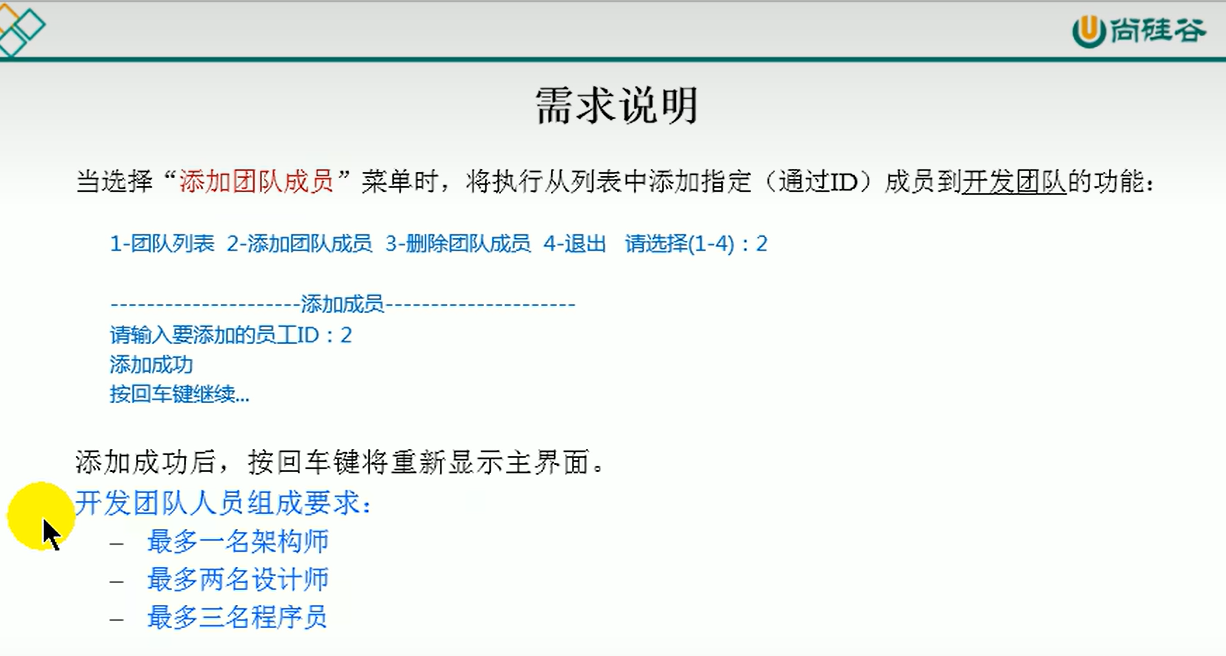 尚硅谷
需求说明
当选择“添加团队成员”菜单时，将执行从列表中添加指定（通过ID）成员到开发团队的功能：
1-团队列表 2-添加团队成员 3-删除团队成员 4-退出 请选择(1-4)：2
---------------------添加成员---------------------
请输入要添加的员工ID：2
添加成功
按回车键继续...
添加成功后，按回车键将重新显示主界面。
开发团队人员组成要求：
– 最多一名架构师
– 最多两名设计师
– 最多三名程序员